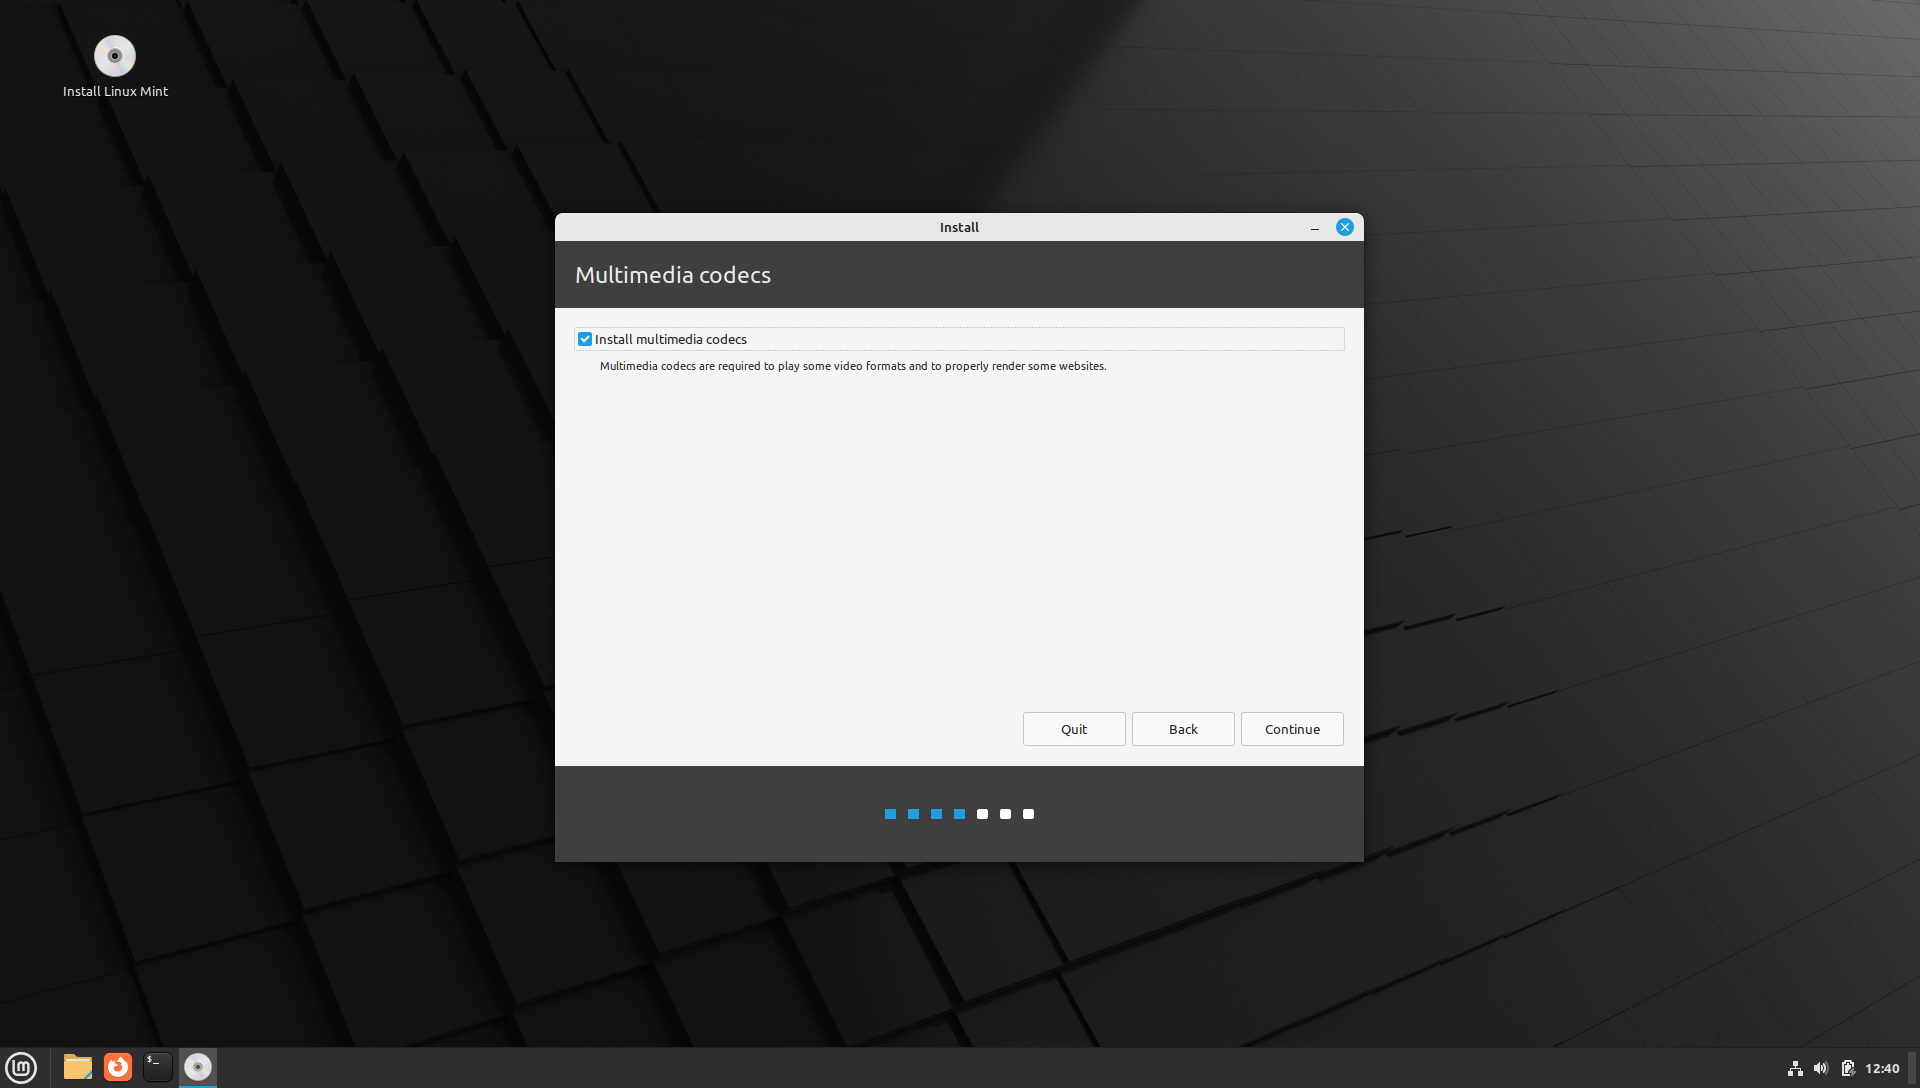 Install Linux Mint
Install
Multimedia codecs
Install multimedia codecs
Multimedia codecs are required to play some video formats and to properly render some websites.
Quit
Back
Continue
lm
$_
12:40